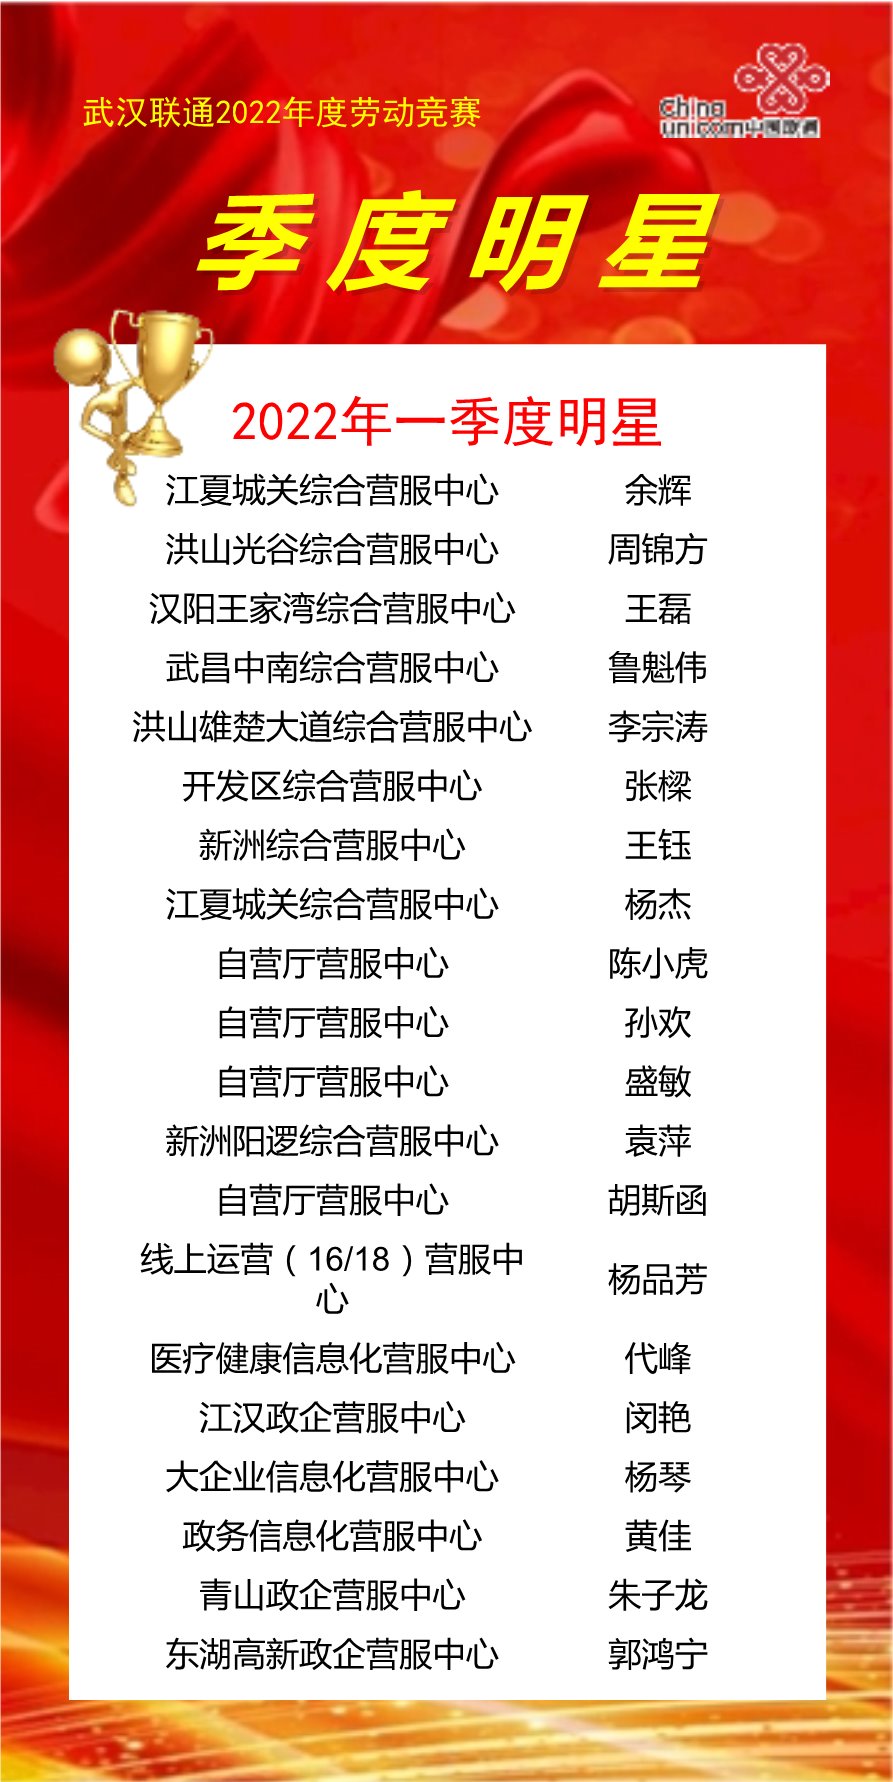 武汉联通2022年度劳动竞赛
China
unicom中国联通
季度明星
2022年一季度明星
江夏城关综合营服中心 余辉
洪山光谷综合营服中心 周锦方
汉阳王家湾综合营服中心 王磊
武昌中南综合营服中心 鲁魁伟
洪山雄楚大道综合营服中心 李宗涛
开发区综合营服中心 张樑
新洲综合营服中心 王钰
江夏城关综合营服中心 杨杰
自营厅营服中心 陈小虎
自营厅营服中心 孙欢
自营厅营服中心 盛敏
新洲阳逻综合营服中心 袁萍
自营厅营服中心 胡斯函
线上运营（16/18）营服中
心 杨品芳
医疗健康信息化营服中心 代峰
江汉政企营服中心 闵艳
大企业信息化营服中心 杨琴
政务信息化营服中心 黄佳
青山政企营服中心 朱子龙
东湖高新政企营服中心 郭鸿宁